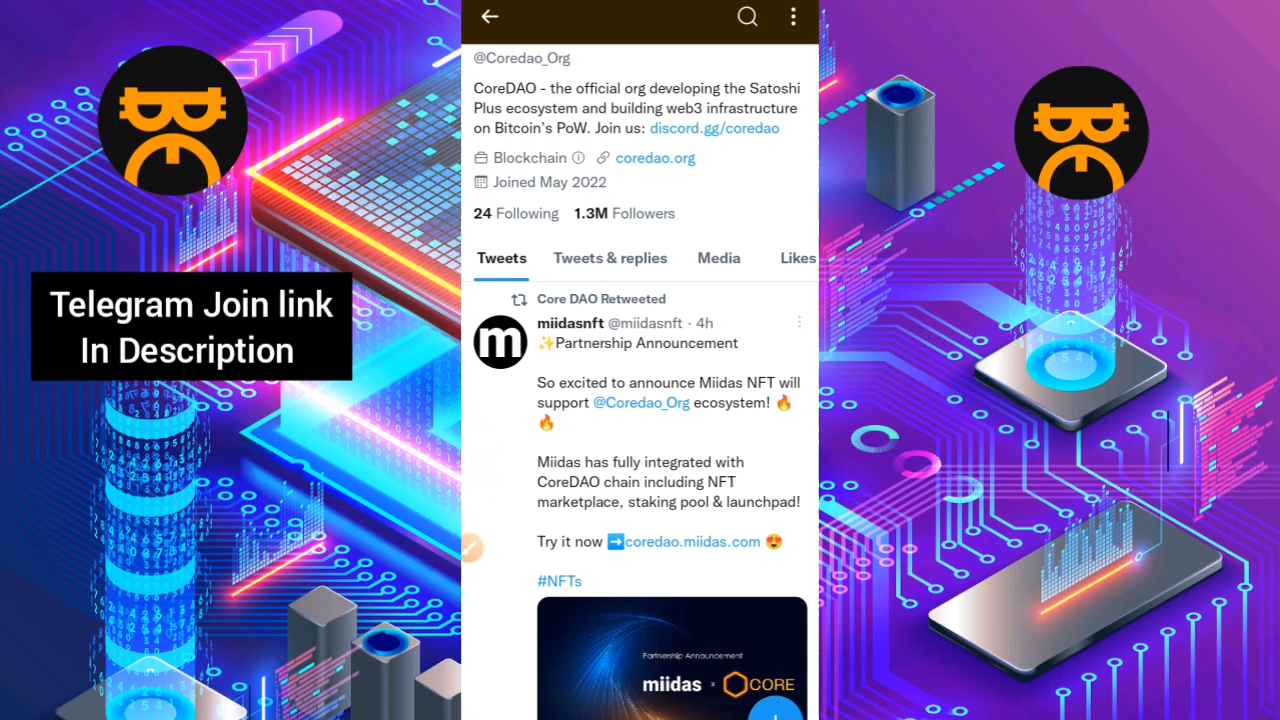 Telegram Join link
In Description
@Coredao_Org
CoreDAO - the official org developing the Satoshi
Plus ecosystem and building web3 infrastructure
on Bitcoin's PoW. Join us: discord.gg/coredao
Blockchain coredao.org
Joined May 2022
24 Following 1.3M Followers
Tweets Tweets & replies Media Likes
Core DAO Retweeted
miidasnft @miidasnft · 4h
✨Partnership Announcement
So excited to announce Miidas NFT will
support @Coredao_Org ecosystem! 🔥
🔥
Miidas has fully integrated with
CoreDAO chain including NFT
marketplace, staking pool & launchpad!
Try it now ➡️coredao.miidas.com 😍
#NFTs
Partnership Announcement
miidas x CORE